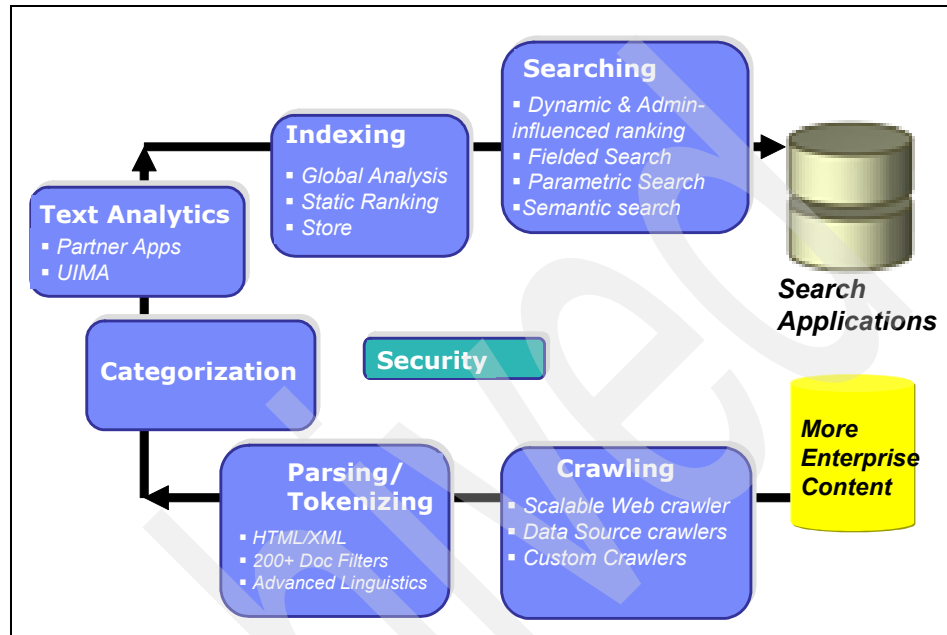 Searching
▪ Dynamic & Admin-
influenced ranking
▪ Fielded Search
▪ Parametric Search
▪Semantic search
Indexing
▪ Global Analysis
▪ Static Ranking
▪ Store
Text Analytics
▪ Partner Apps
▪ UIMA
Search
Applications
Categorization
Security
More
Enterprise
Content
Parsing/
Tokenizing
▪ HTML/XML
▪ 200+ Doc Filters
▪ Advanced Linguistics
Crawling
▪ Scalable Web crawler
▪ Data Source crawlers
▪ Custom Crawlers